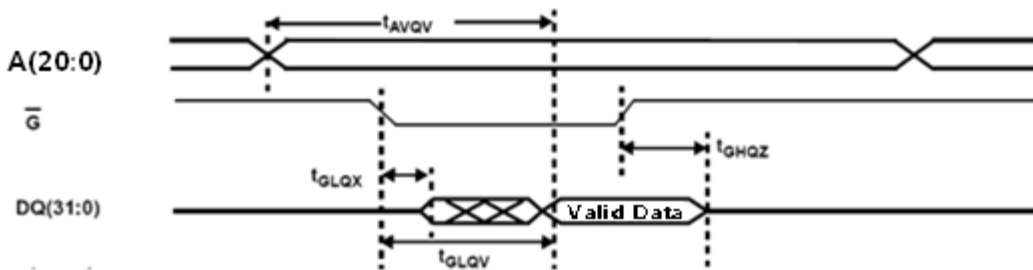 tAVQV
A(20:0)
G
tGHQZ
tGLQX
DQ(31:0)
Valid Data
tGLQV